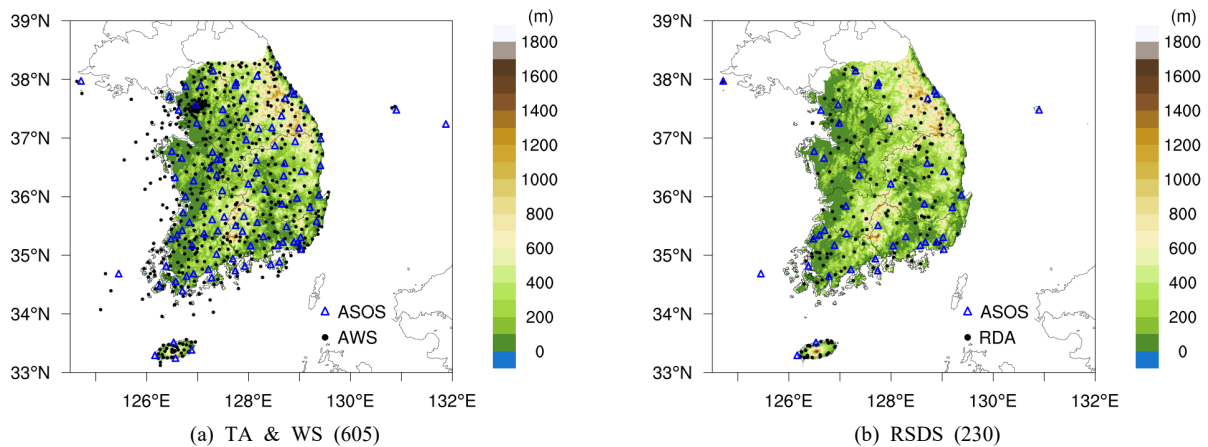 39°N
38°N
37°N
36°N
35°N
34°N
33°N
126°E
128°E
130°E
132°E
ASOS
AWS
(m)
1800
1600
1400
1200
1000
800
600
400
200
0
(a) TA & WS (605)
39°N
38°N
37°N
36°N
35°N
34°N
33°N
126°E
128°E
130°E
132°E
ASOS
RDA
(m)
1800
1600
1400
1200
1000
800
600
400
200
0
(b) RSDS (230)